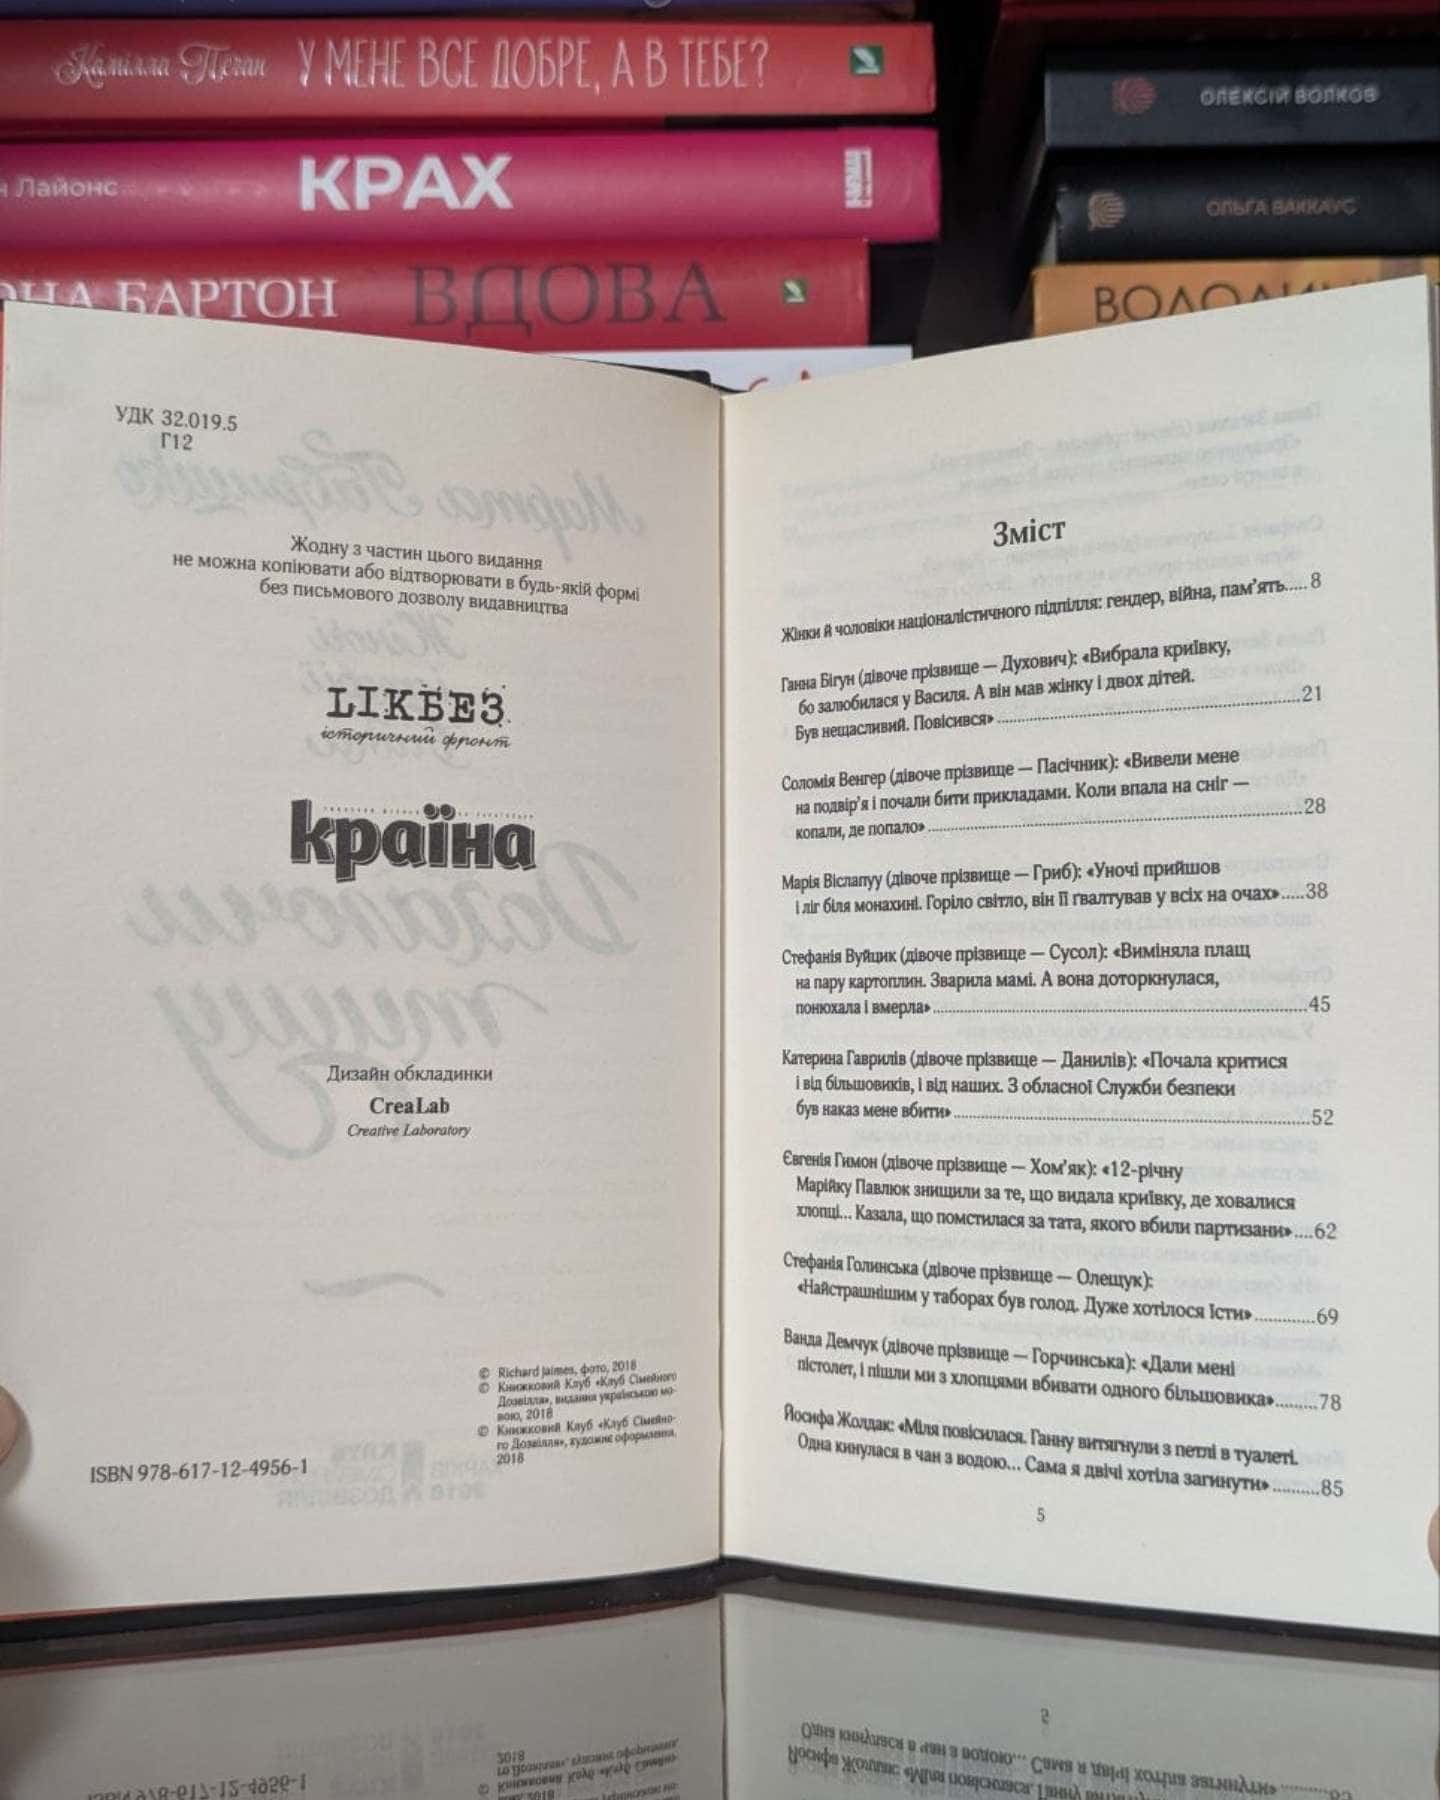 Камілла Пеган У МЕНЕ ВСЕ ДОБРЕ, А В ТЕБЕ?
Лайонс КРАХ
БАРТОН ВДОВА
ОЛЕКСІЙ ВОЛКОВ
ОЛЬГА ВАККАУС
УДК 32.019.5
Г12
Жодну з частин цього видання
не можна копіювати або відтворювати в будь-якій формі
без письмового дозволу видавництва
LІКБЕЗ
історичний фронт
країна
Дизайн обкладинки
CreaLab
Creative Laboratory
© Richard Jaimes, фото, 2018
© Книжковий Клуб «Клуб Сімейного
Дозвілля», видання українською мо-
вою, 2018
© Книжковий Клуб «Клуб Сімейно-
го Дозвілля», художнє оформлення,
2018
ISBN 978-617-12-4956-1
Зміст
Жінки й чоловіки націоналістичного підпілля: гендер, війна, пам’ять.....8
Ганна Бігун (дівоче прізвище — Духович): «Вибрала криївку,
бо залюбилася у Василя. А він мав жінку і двох дітей.
Був нещасливий. Повісився»..........21
Соломія Венгер (дівоче прізвище — Пасічник): «Вивели мене
на подвір’я і почали бити прикладами. Коли впала на сніг —
копали, де попало»..........28
Марія Віслапуу (дівоче прізвище — Гриб): «Уночі прийшов
і ліг біля монахині. Горіло світло, він її ґвалтував у всіх на очах».....38
Стефанія Вуйцик (дівоче прізвище — Сусол): «Виміняла плащ
на пару картоплин. Зварила мамі. А вона доторкнулася,
понюхала і вмерла»..........45
Катерина Гаврилів (дівоче прізвище — Данилів): «Почала критися
і від більшовиків, і від наших. З обласної Служби безпеки
був наказ мене вбити»..........52
Євгенія Гимон (дівоче прізвище — Хом’як): «12-річну
Марійку Павлюк знищили за те, що видала криївку, де ховалися
хлопці... Казала, що помстилася за тата, якого вбили партизани»....62
Стефанія Голинська (дівоче прізвище — Олещук):
«Найстрашнішим у таборах був голод. Дуже хотілося їсти»............69
Ванда Демчук (дівоче прізвище — Горчинська): «Дали мені
пістолет, і пішли ми з хлопцями вбивати одного більшовика».........78
Йосифа Жолдак: «Міля повісилася. Ганну витягнули з петлі в туалеті.
Одна кинулася в чан з водою... Сама я двічі хотіла загинути»..........85
5